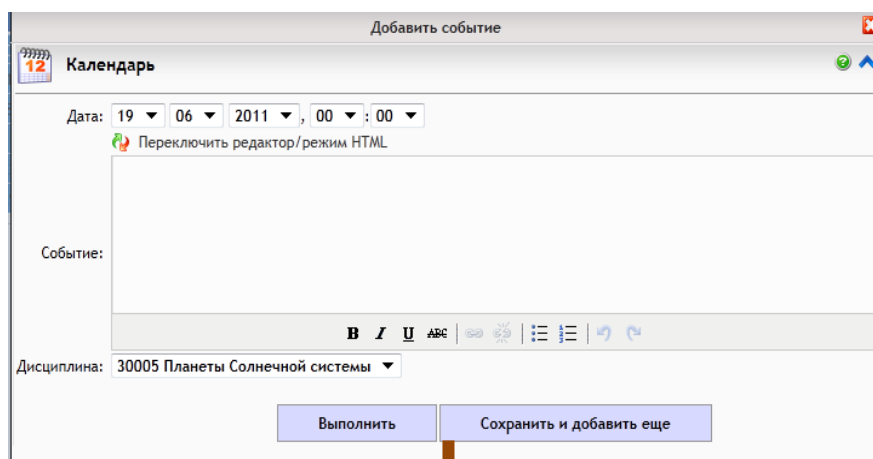 Добавить событие
12 Календарь
Дата: 19 06 2011 , 00 : 00
Переключить редактор/режим HTML
Событие:
B I U ABC
Дисциплина: 30005 Планеты Солнечной системы
Выполнить Сохранить и добавить еще